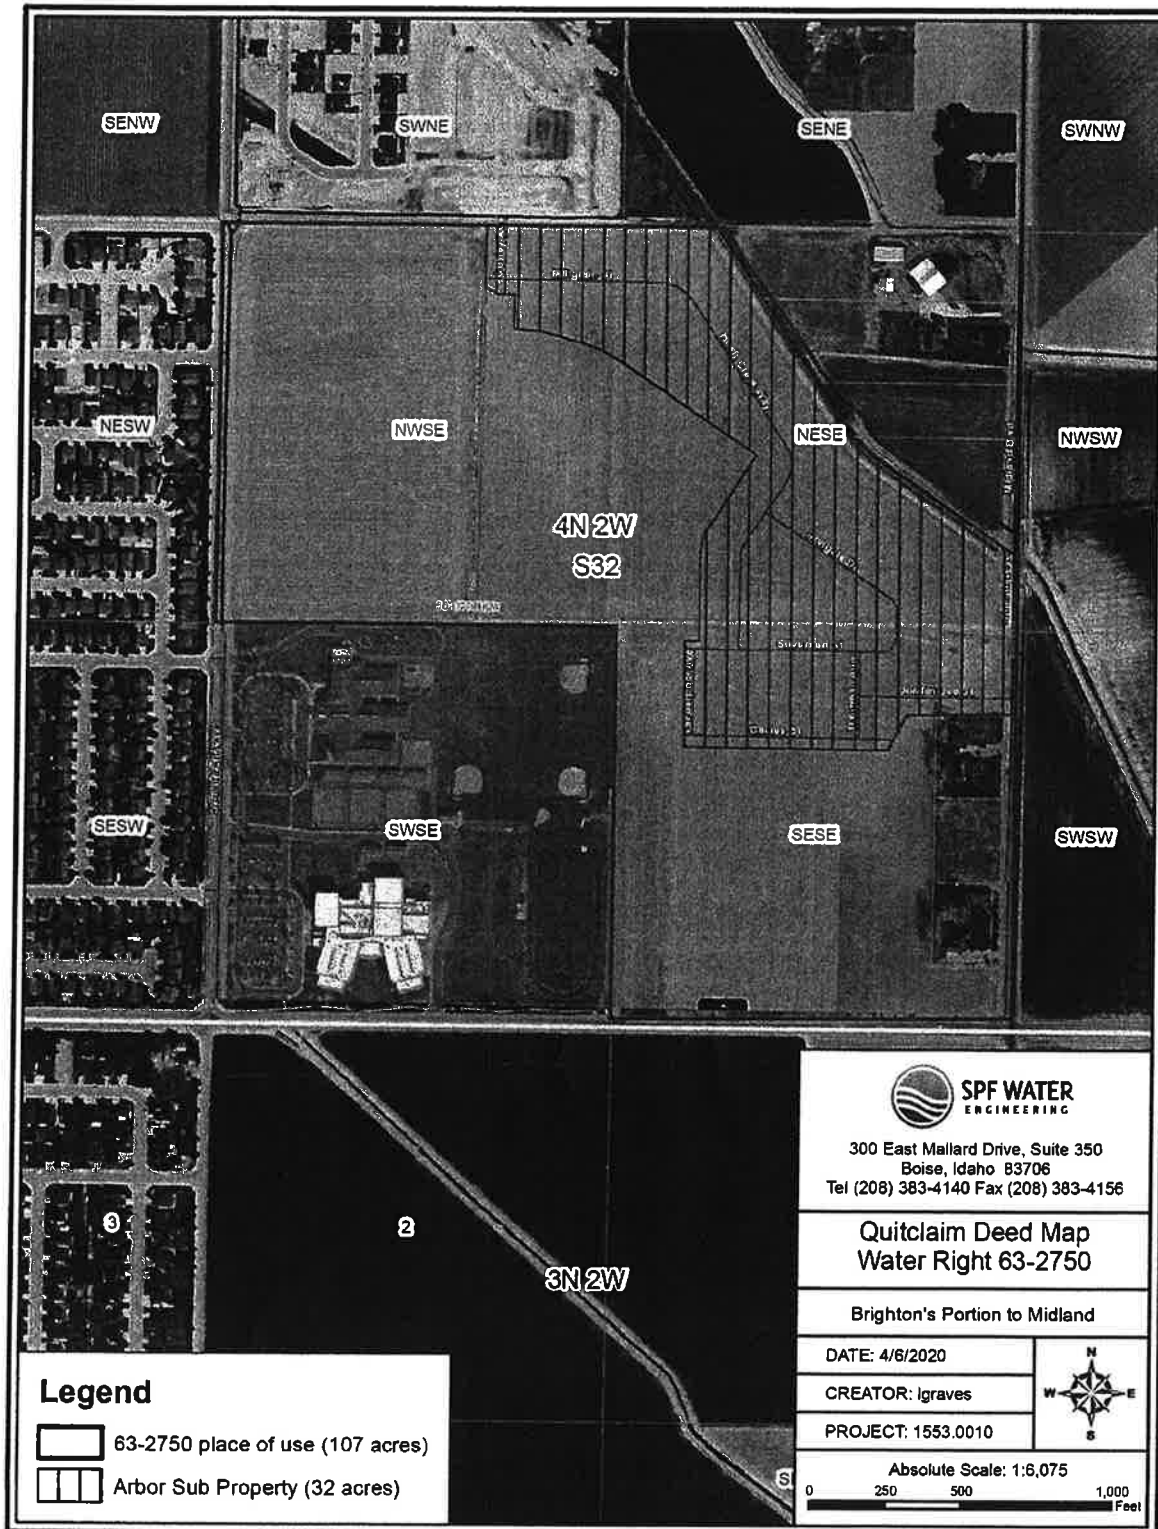 SENW
SWNE
SENE
SWNW
NESW
NWSE
NESE
NWSW
4N 2W
S32
SESW
SWSE
SESE
SWSW
3
2
3N 2W
SPF WATER
ENGINEERING
300 East Mallard Drive, Suite 350
Boise, Idaho 83706
Tel (208) 383-4140 Fax (208) 383-4156
Quitclaim Deed Map
Water Right 63-2750
Brighton's Portion to Midland
DATE: 4/6/2020
CREATOR: lgraves
PROJECT: 1553.0010
N
W
E
S
Absolute Scale: 1:6,075
0 250 500 1,000
Feet
Legend
63-2750 place of use (107 acres)
Arbor Sub Property (32 acres)